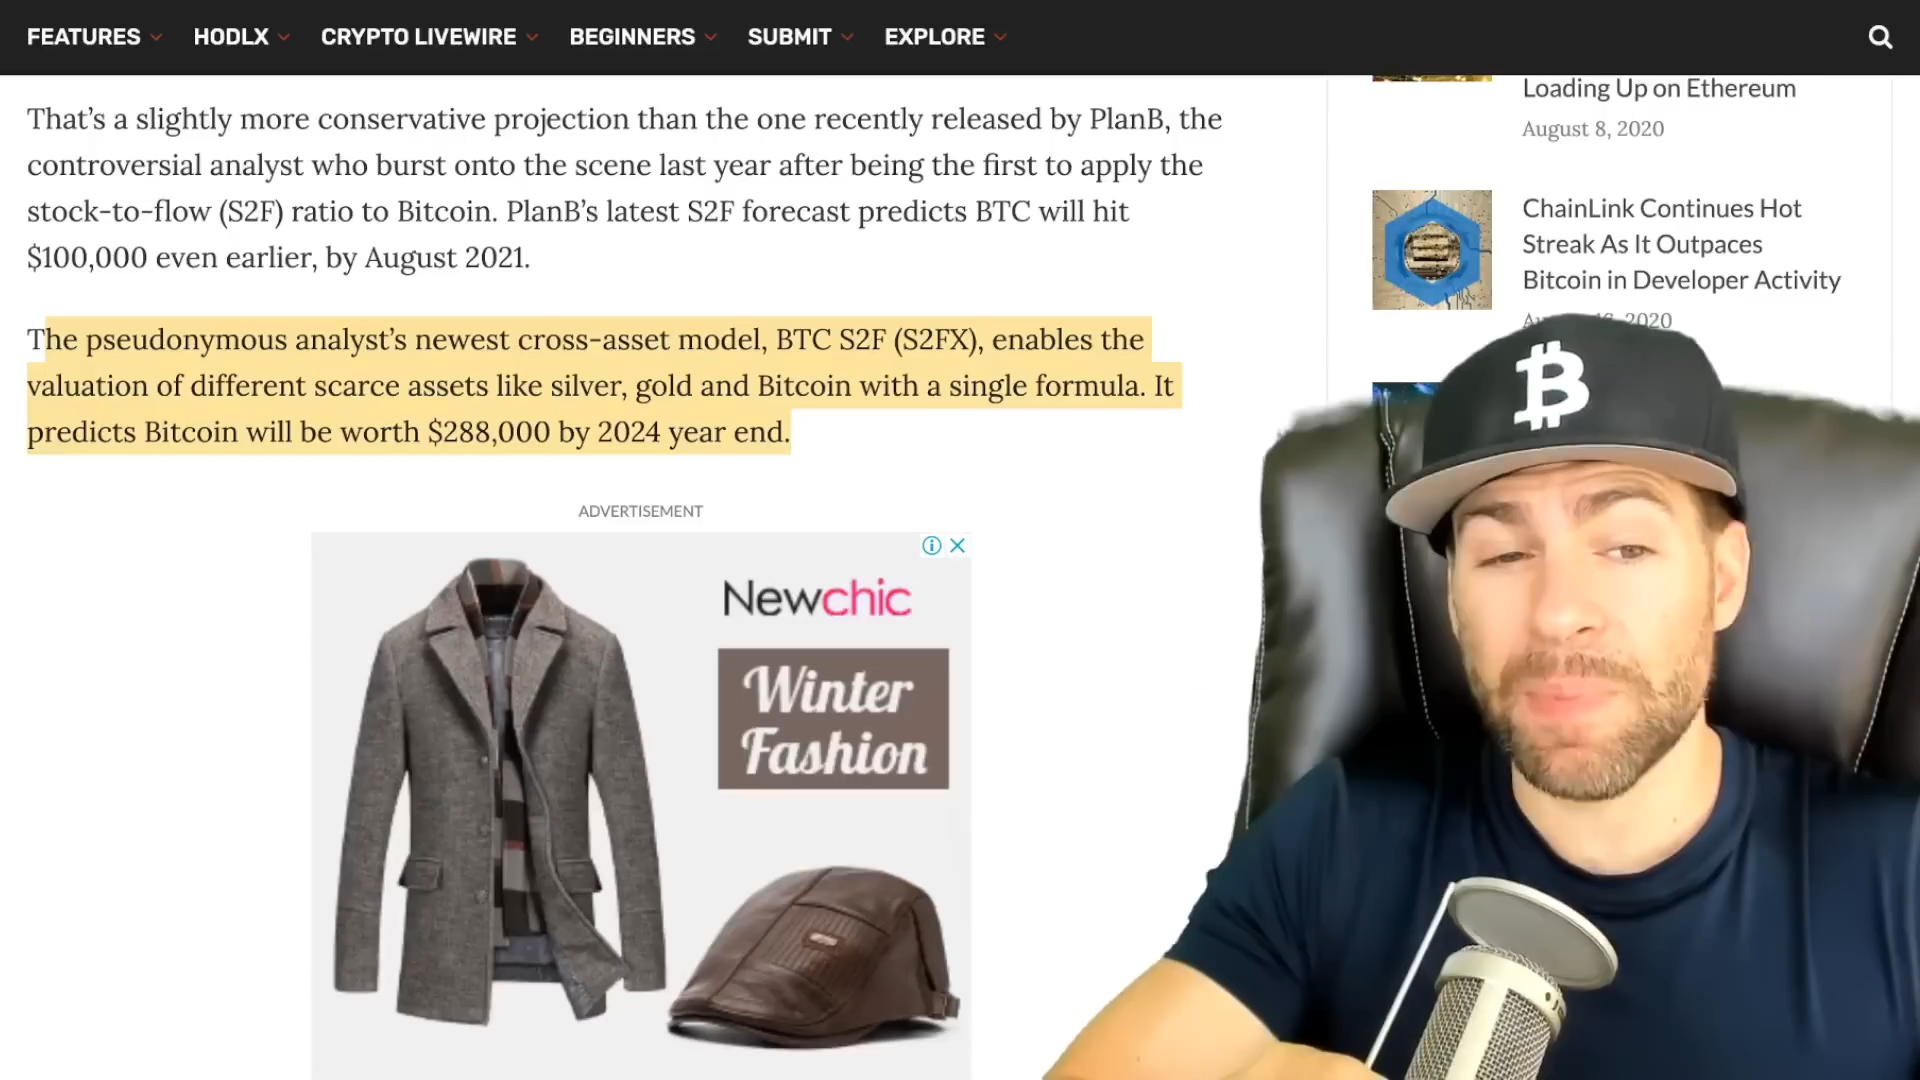 FEATURES HODLX CRYPTO LIVEWIRE BEGINNERS SUBMIT EXPLORE
That's a slightly more conservative projection than the one recently released by PlanB, the
controversial analyst who burst onto the scene last year after being the first to apply the
stock-to-flow (S2F) ratio to Bitcoin. PlanB's latest S2F forecast predicts BTC will hit
$100,000 even earlier, by August 2021.
The pseudonymous analyst's newest cross-asset model, BTC S2F (S2FX), enables the
valuation of different scarce assets like silver, gold and Bitcoin with a single formula. It
predicts Bitcoin will be worth $288,000 by 2024 year end.
ADVERTISEMENT
Newchic
Winter
Fashion
Loading Up on Ethereum
August 8, 2020
ChainLink Continues Hot
Streak As It Outpaces
Bitcoin in Developer Activity
2020